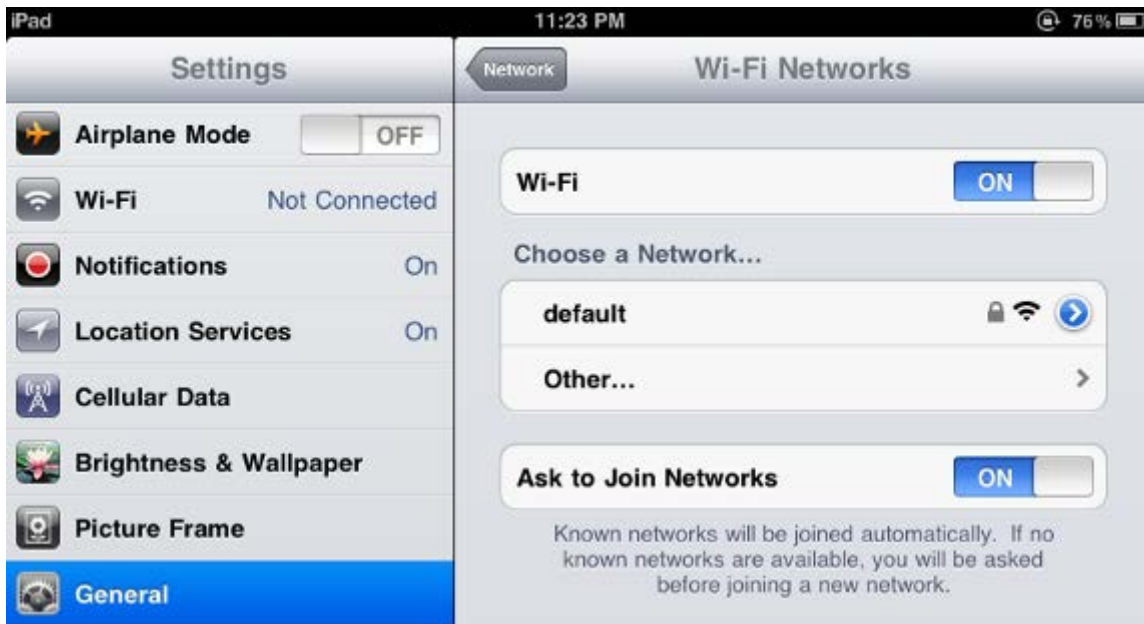 iPad 11:23 PM 76%
Settings
Network Wi-Fi Networks
Airplane Mode OFF
Wi-Fi Not Connected
Notifications On
Location Services On
Cellular Data
Brightness & Wallpaper
Picture Frame
General
Wi-Fi ON
Choose a Network...
default
Other...
Ask to Join Networks ON
Known networks will be joined automatically. If no
known networks are available, you will be asked
before joining a new network.